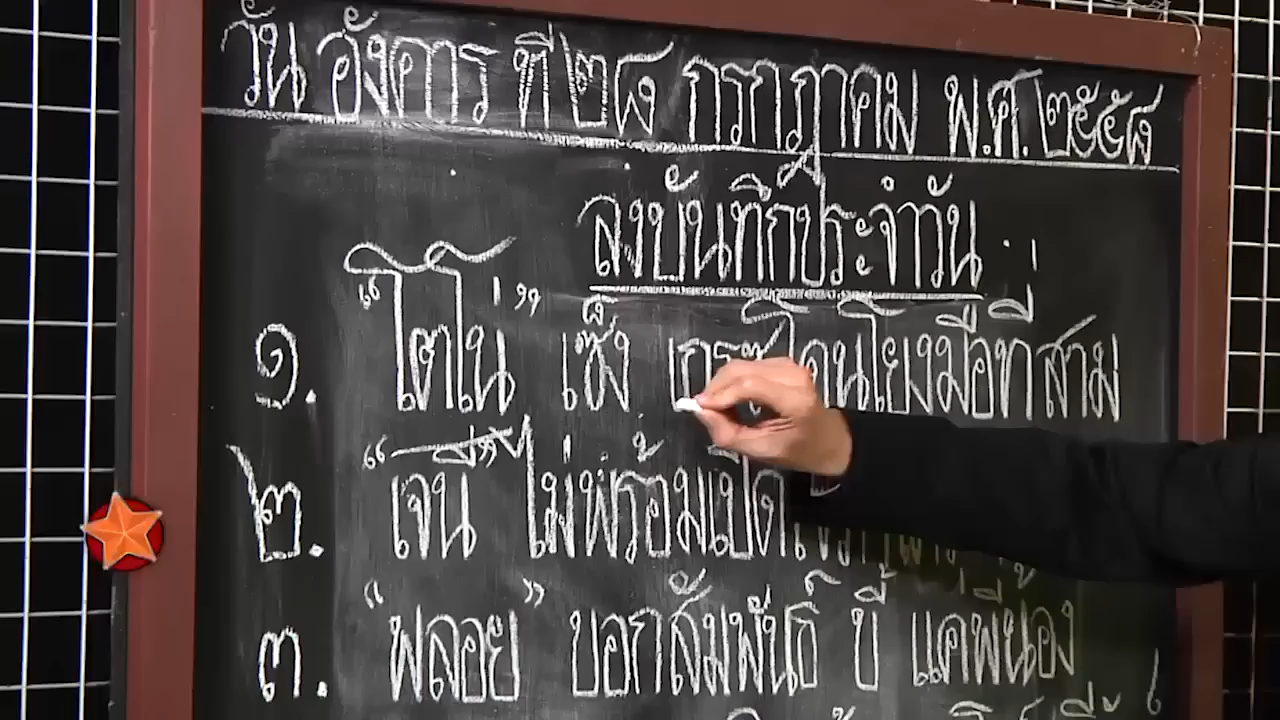 วันอังคาร ที่ ๒๘ กรกฎาคม พ.ศ. ๒๕๕๘
ลงบันทึกประจำวัน
๑. "โตโน่" เซ็ง โดนโยงมือที่สาม
๒. "เจนี่" ไม่พร้อมเปิด
๓. "พลอย" บอกสัมพันธ์ บี้ แค่พี่น้อง